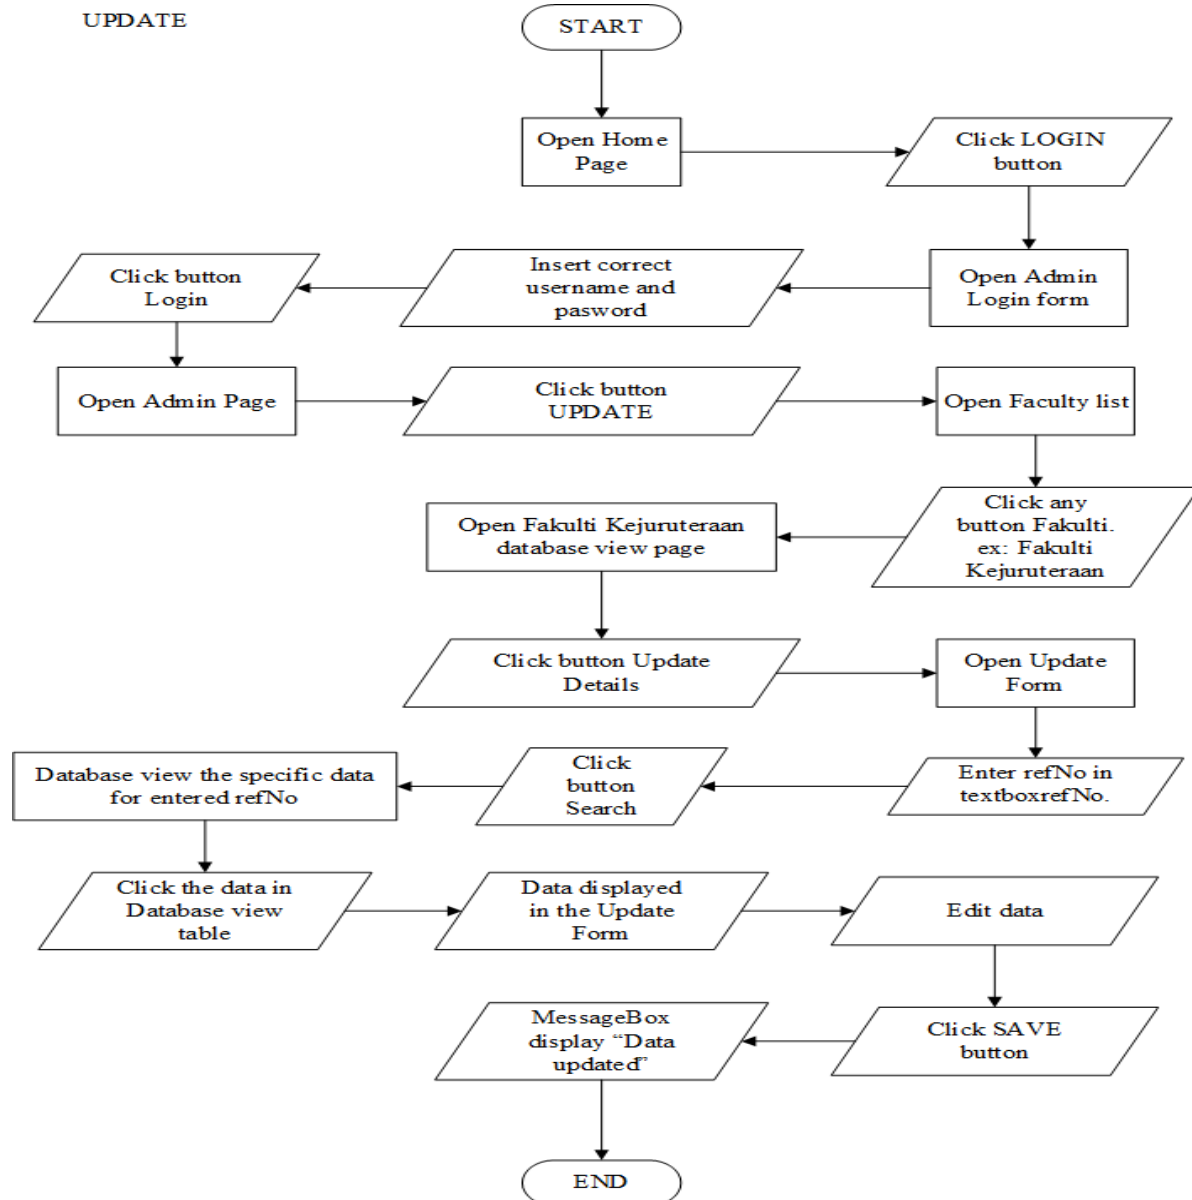 UPDATE
START
Open Home
Page
Click LOGIN
button
Open Admin
Login form
Insert correct
username and
pasword
Click button
Login
Open Admin Page
Click button
UPDATE
Open Faculty list
Click any
button Fakulti.
ex: Fakulti
Kejuruteraan
Open Fakulti Kejuruteraan
database view page
Click button Update
Details
Open Update
Form
Enter refNo in
textboxrefNo.
Click
button
Search
Database view the specific data
for entered refNo
Click the data in
Database view
table
Data displayed
in the Update
Form
Edit data
Click SAVE
button
MessageBox
display “Data
updated”
END